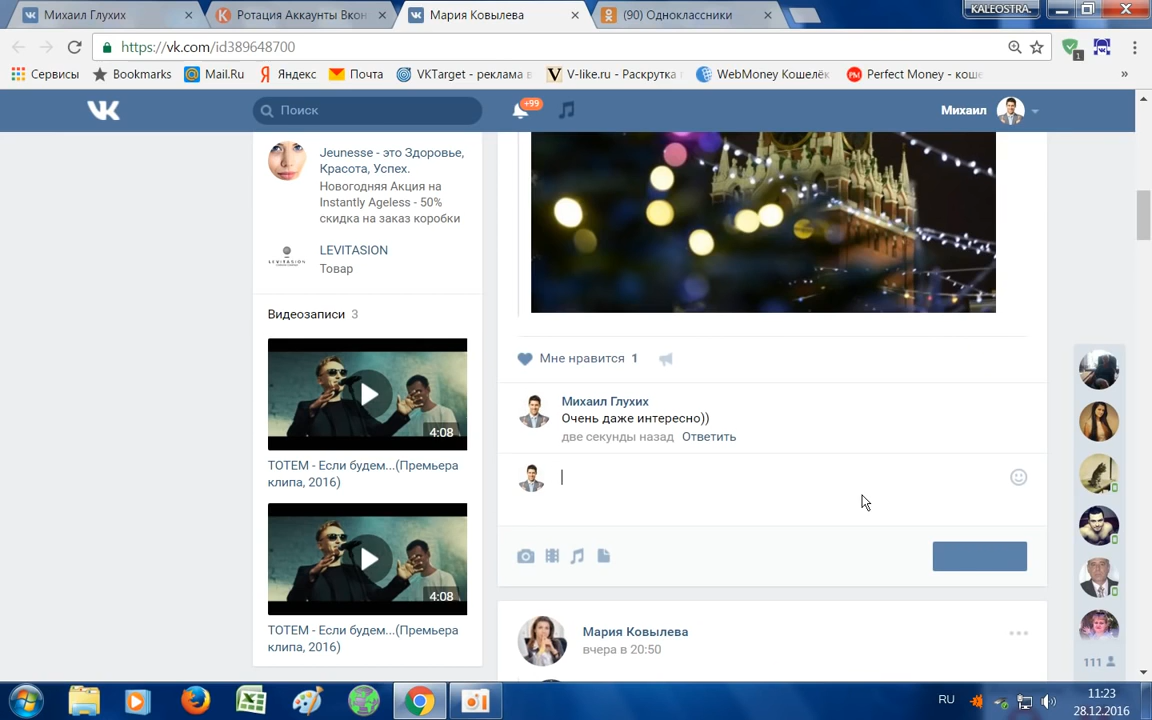 Михаил Глухих
Ротация Аккаунты Вкон
Мария Ковылева
(90) Одноклассники
KALEOSTRA.
https://vk.com/id389648700
1
Сервисы
Bookmarks
Mail.Ru
Яндекс
Почта
VKTarget - реклама в
V-like.ru - Раскрутка
WebMoney Кошелёк
Perfect Money - коше
»
Поиск
+99
Михаил
Jeunesse - это Здоровье,
Красота, Успех.
Новогодняя Акция на
Instantly Ageless - 50%
скидка на заказ коробки
LEVITASION
LEVITASION
Товар
Видеозаписи 3
4:08
ТОТЕМ - Если будем...(Премьера
клипа, 2016)
4:08
ТОТЕМ - Если будем...(Премьера
клипа, 2016)
Мне нравится 1
Михаил Глухих
Очень даже интересно))
две секунды назад Ответить
Мария Ковылева
вчера в 20:50
111
RU
11:23
28.12.2016